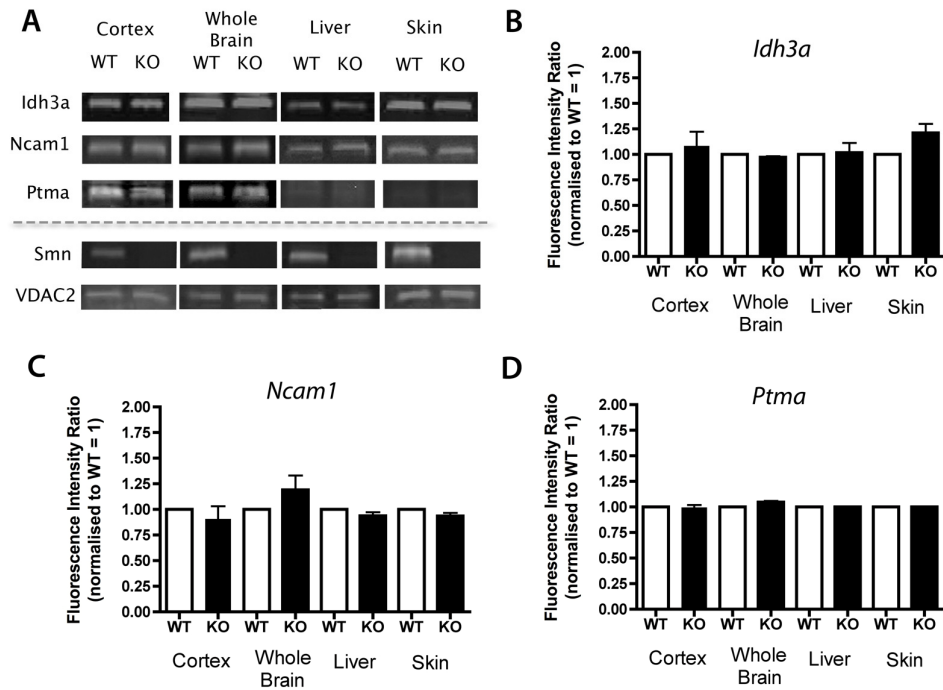 A
Cortex
Whole
Brain
Liver
Skin
WT KO WT KO WT KO WT KO
Idh3a
Ncam1
Ptma
Smn
VDAC2
B
Idh3a
Fluorescence Intensity Ratio
(normalised to WT = 1)
2.00
1.75
1.50
1.25
1.00
0.75
0.50
0.25
0.00
WT KO WT KO WT KO WT KO
Cortex
Whole
Brain
Liver
Skin
C
Ncam1
Fluorescence Intensity Ratio
(normalised to WT = 1)
2.00
1.75
1.50
1.25
1.00
0.75
0.50
0.25
0.00
WT KO WT KO WT KO WT KO
Cortex
Whole
Brain
Liver
Skin
D
Ptma
Fluorescence Intensity Ratio
(normalised to WT = 1)
2.00
1.75
1.50
1.25
1.00
0.75
0.50
0.25
0.00
WT KO WT KO WT KO WT KO
Cortex
Whole
Brain
Liver
Skin